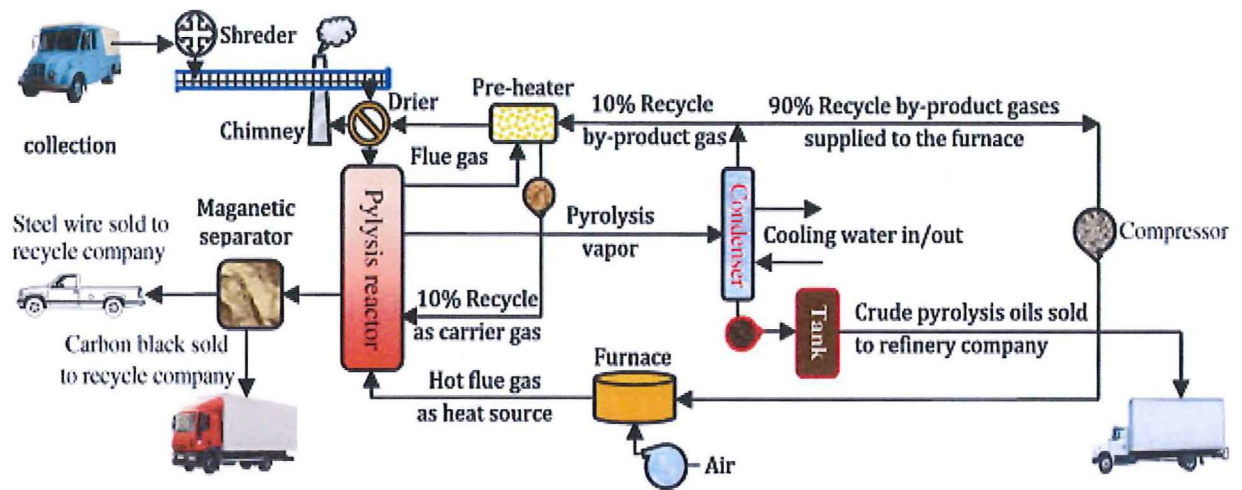 Shreder
collection
Chimney
Drier
Pre-heater
Flue gas
10% Recycle
by-product gas
90% Recycle by-product gases
supplied to the furnace
Pylysis reactor
Pyrolysis
vapor
Condenser
Cooling water in/out
Compressor
Maganetic
separator
Steel wire sold to
recycle company
Carbon black sold
to recycle company
10% Recycle
as carrier gas
Tank
Crude pyrolysis oils sold
to refinery company
Furnace
Hot flue gas
as heat source
Air